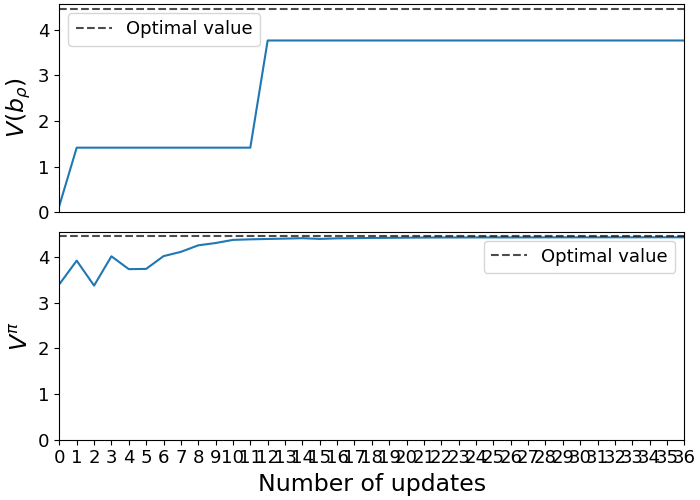 4
3
2
1
0
V(b_ρ)
Optimal value
4
3
2
1
0
V^π
Optimal value
0 1 2 3 4 5 6 7 8 9 10 11 12 13 14 15 16 17 18 19 20 21 22 23 24 25 26 27 28 29 30 31 32 33 34 35 36
Number of updates